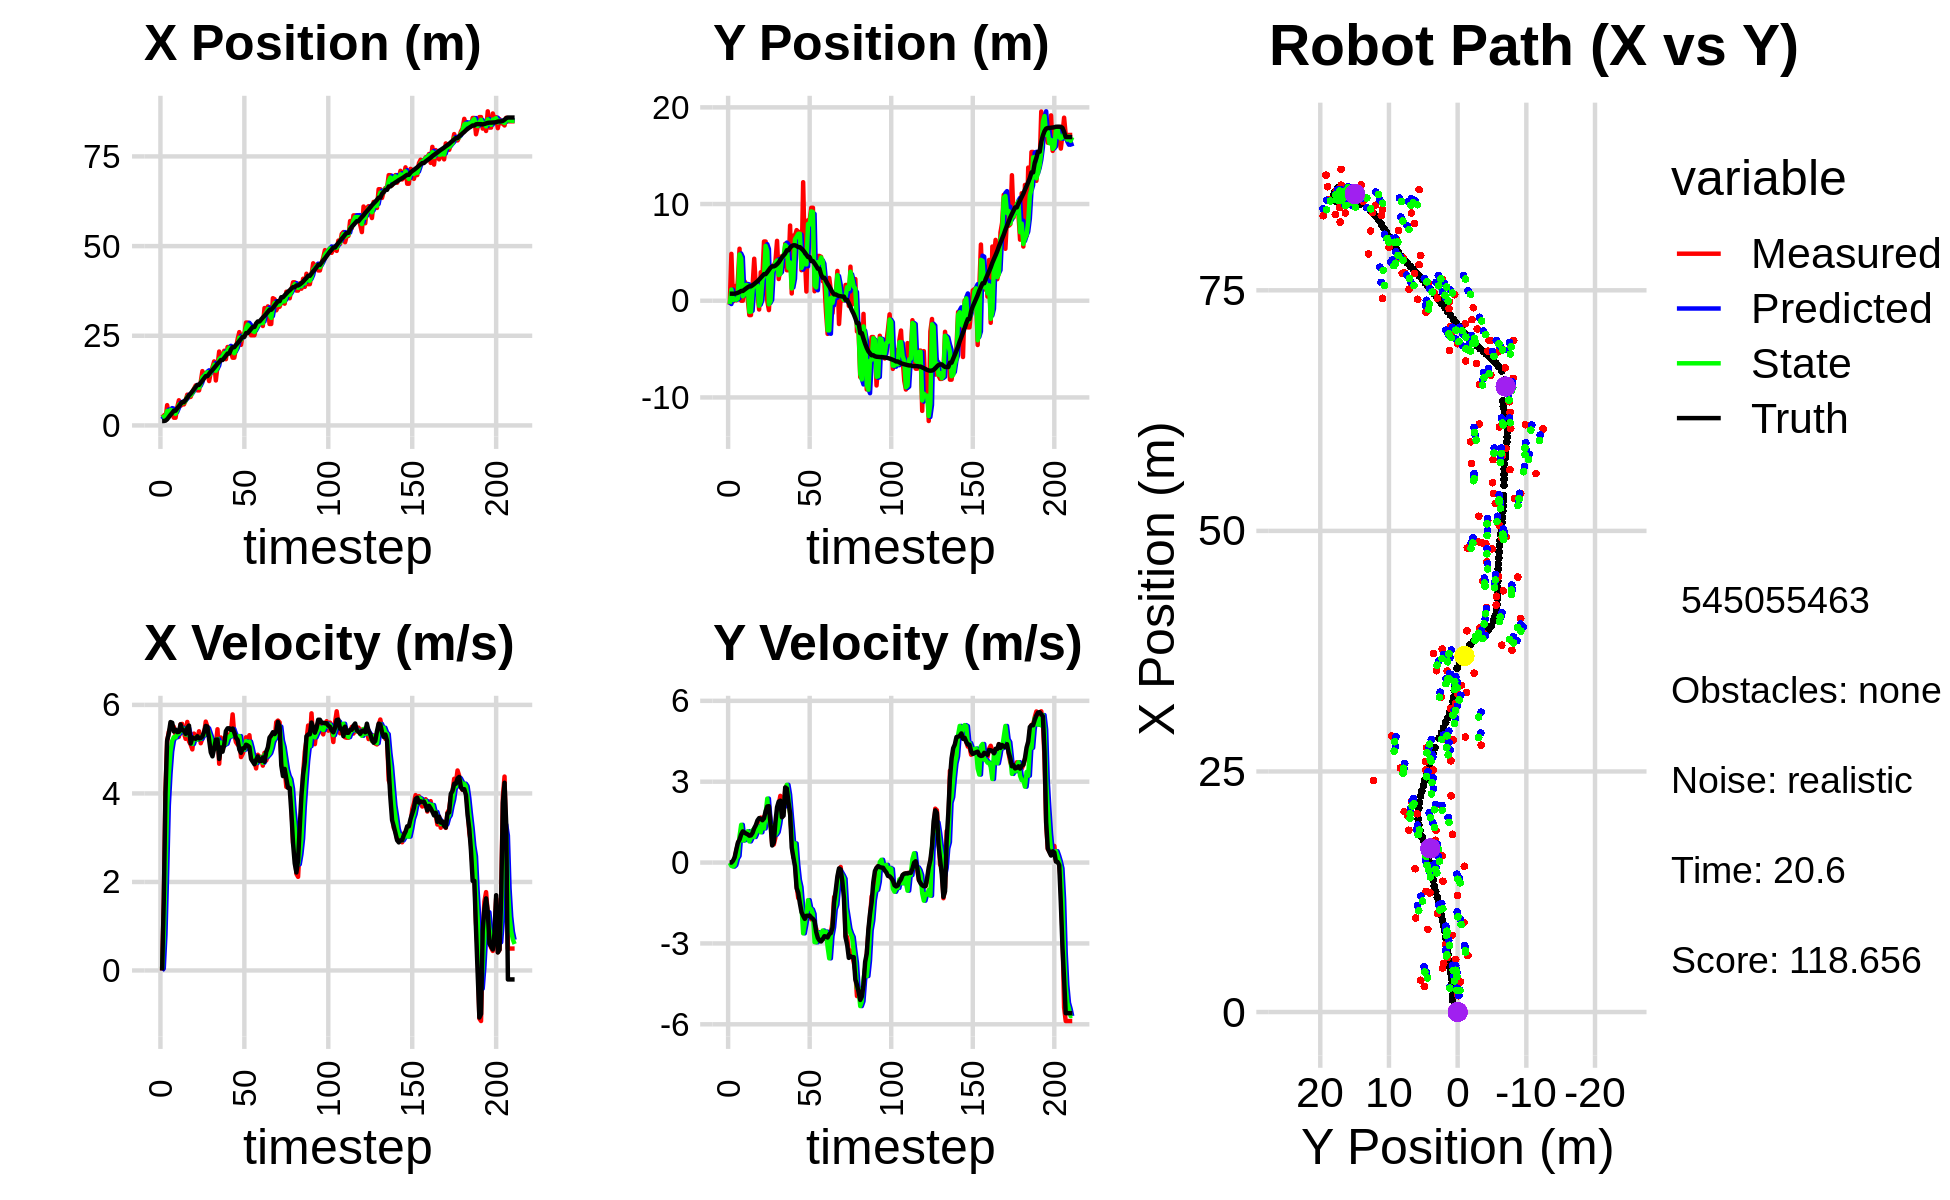 X Position (m)
75
50
25
0
0
50
100
150
200
timestep
Y Position (m)
20
10
0
-10
0
50
100
150
200
timestep
X Velocity (m/s)
6
4
2
0
0
50
100
150
200
timestep
Y Velocity (m/s)
6
3
0
-3
-6
0
50
100
150
200
timestep
Robot Path (X vs Y)
X Position (m)
75
50
25
0
20
10
0
-10
-20
Y Position (m)
variable
Measured
Predicted
State
Truth
545055463
Obstacles: none
Noise: realistic
Time: 20.6
Score: 118.656